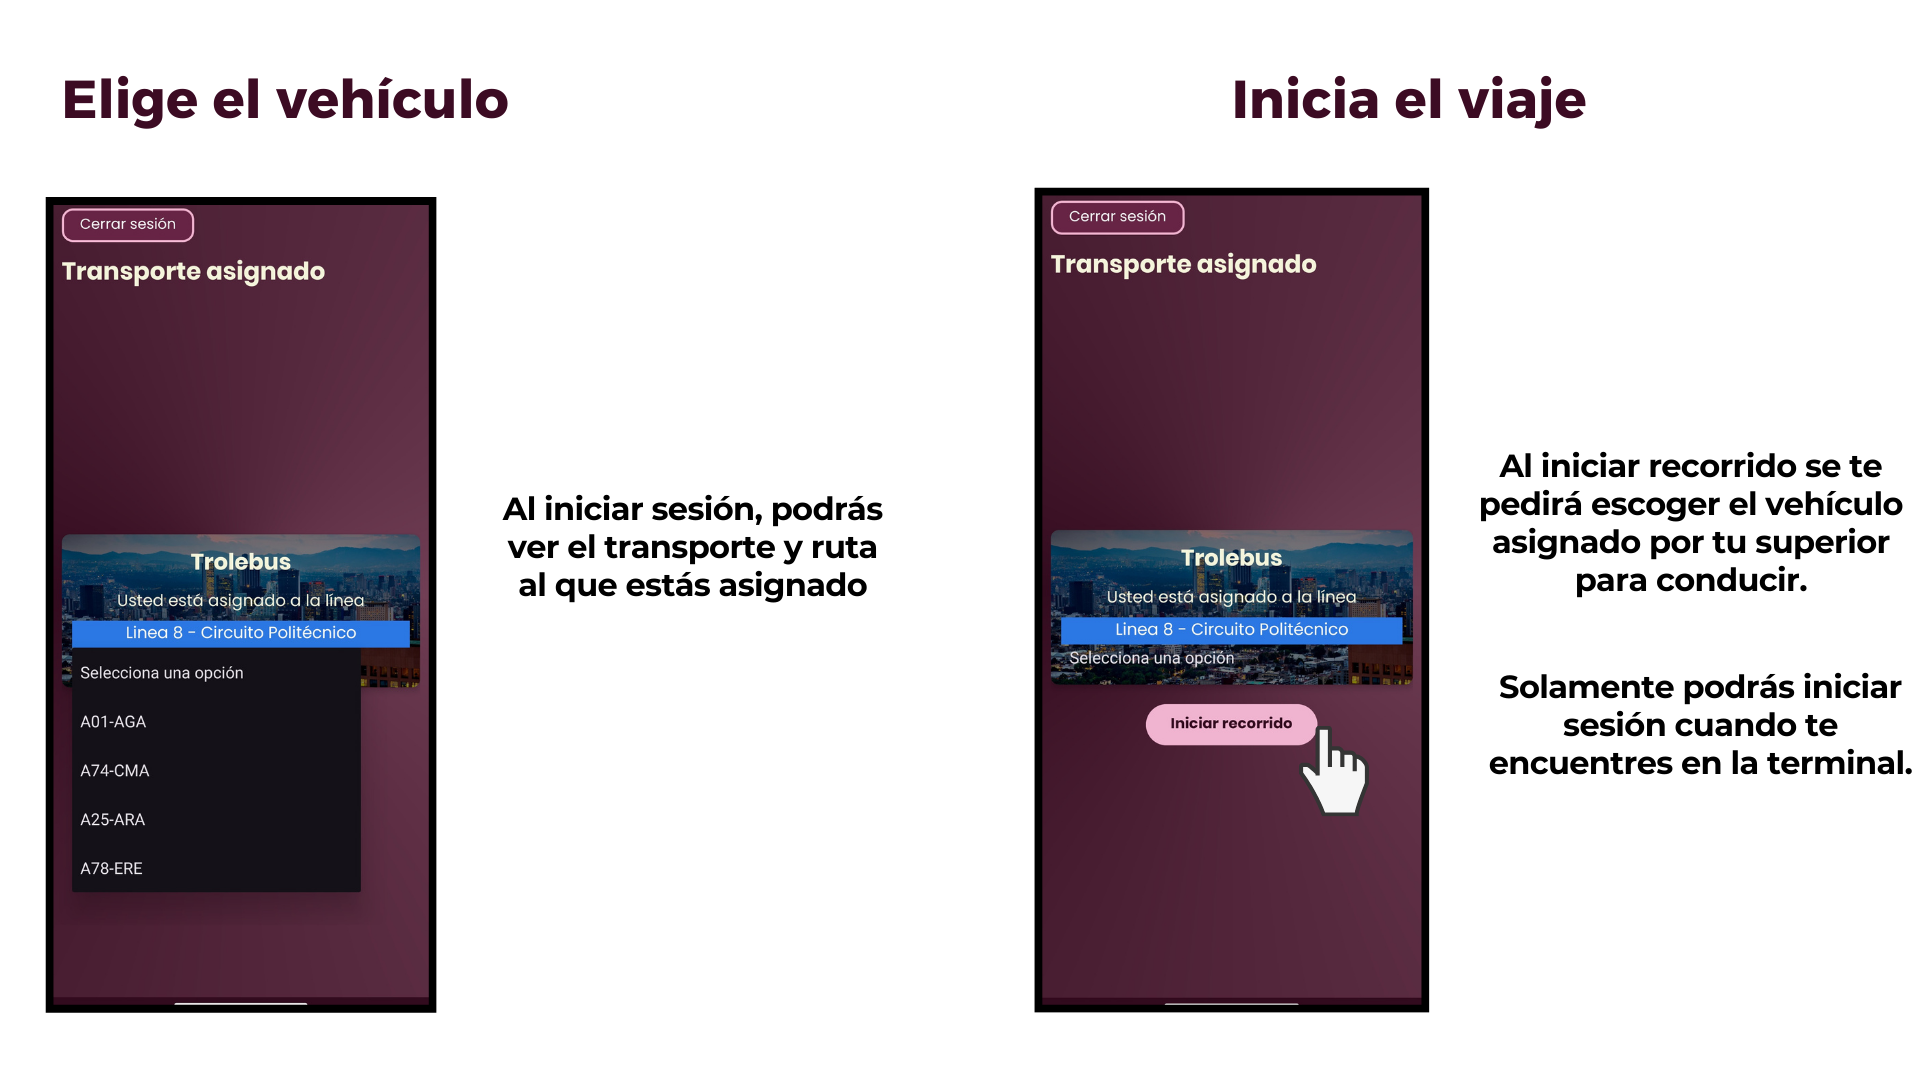 Elige el vehículo
Cerrar sesión
Transporte asignado
Trolebus
Usted está asignado a la línea
Linea 8 - Circuito Politécnico
Selecciona una opción
A01-AGA
A74-CMA
A25-ARA
A78-ERE
Al iniciar sesión, podrás
ver el transporte y ruta
al que estás asignado
Inicia el viaje
Cerrar sesión
Transporte asignado
Trolebus
Usted está asignado a la línea
Linea 8 - Circuito Politécnico
Selecciona una opción
Iniciar recorrido
Al iniciar recorrido se te
pedirá escoger el vehículo
asignado por tu superior
para conducir.
Solamente podrás iniciar
sesión cuando te
encuentres en la terminal.